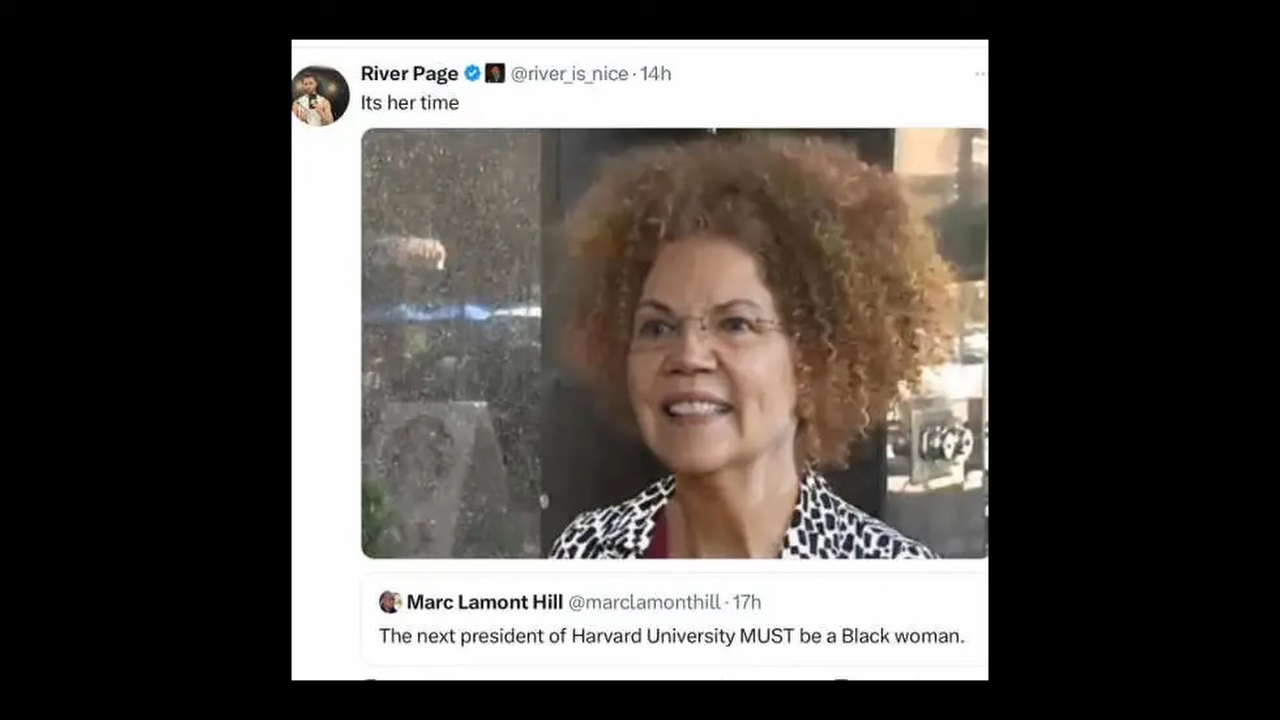 River Page @river_is_nice · 14h
Its her time
Marc Lamont Hill @marclamonthill · 17h
The next president of Harvard University MUST be a Black woman.